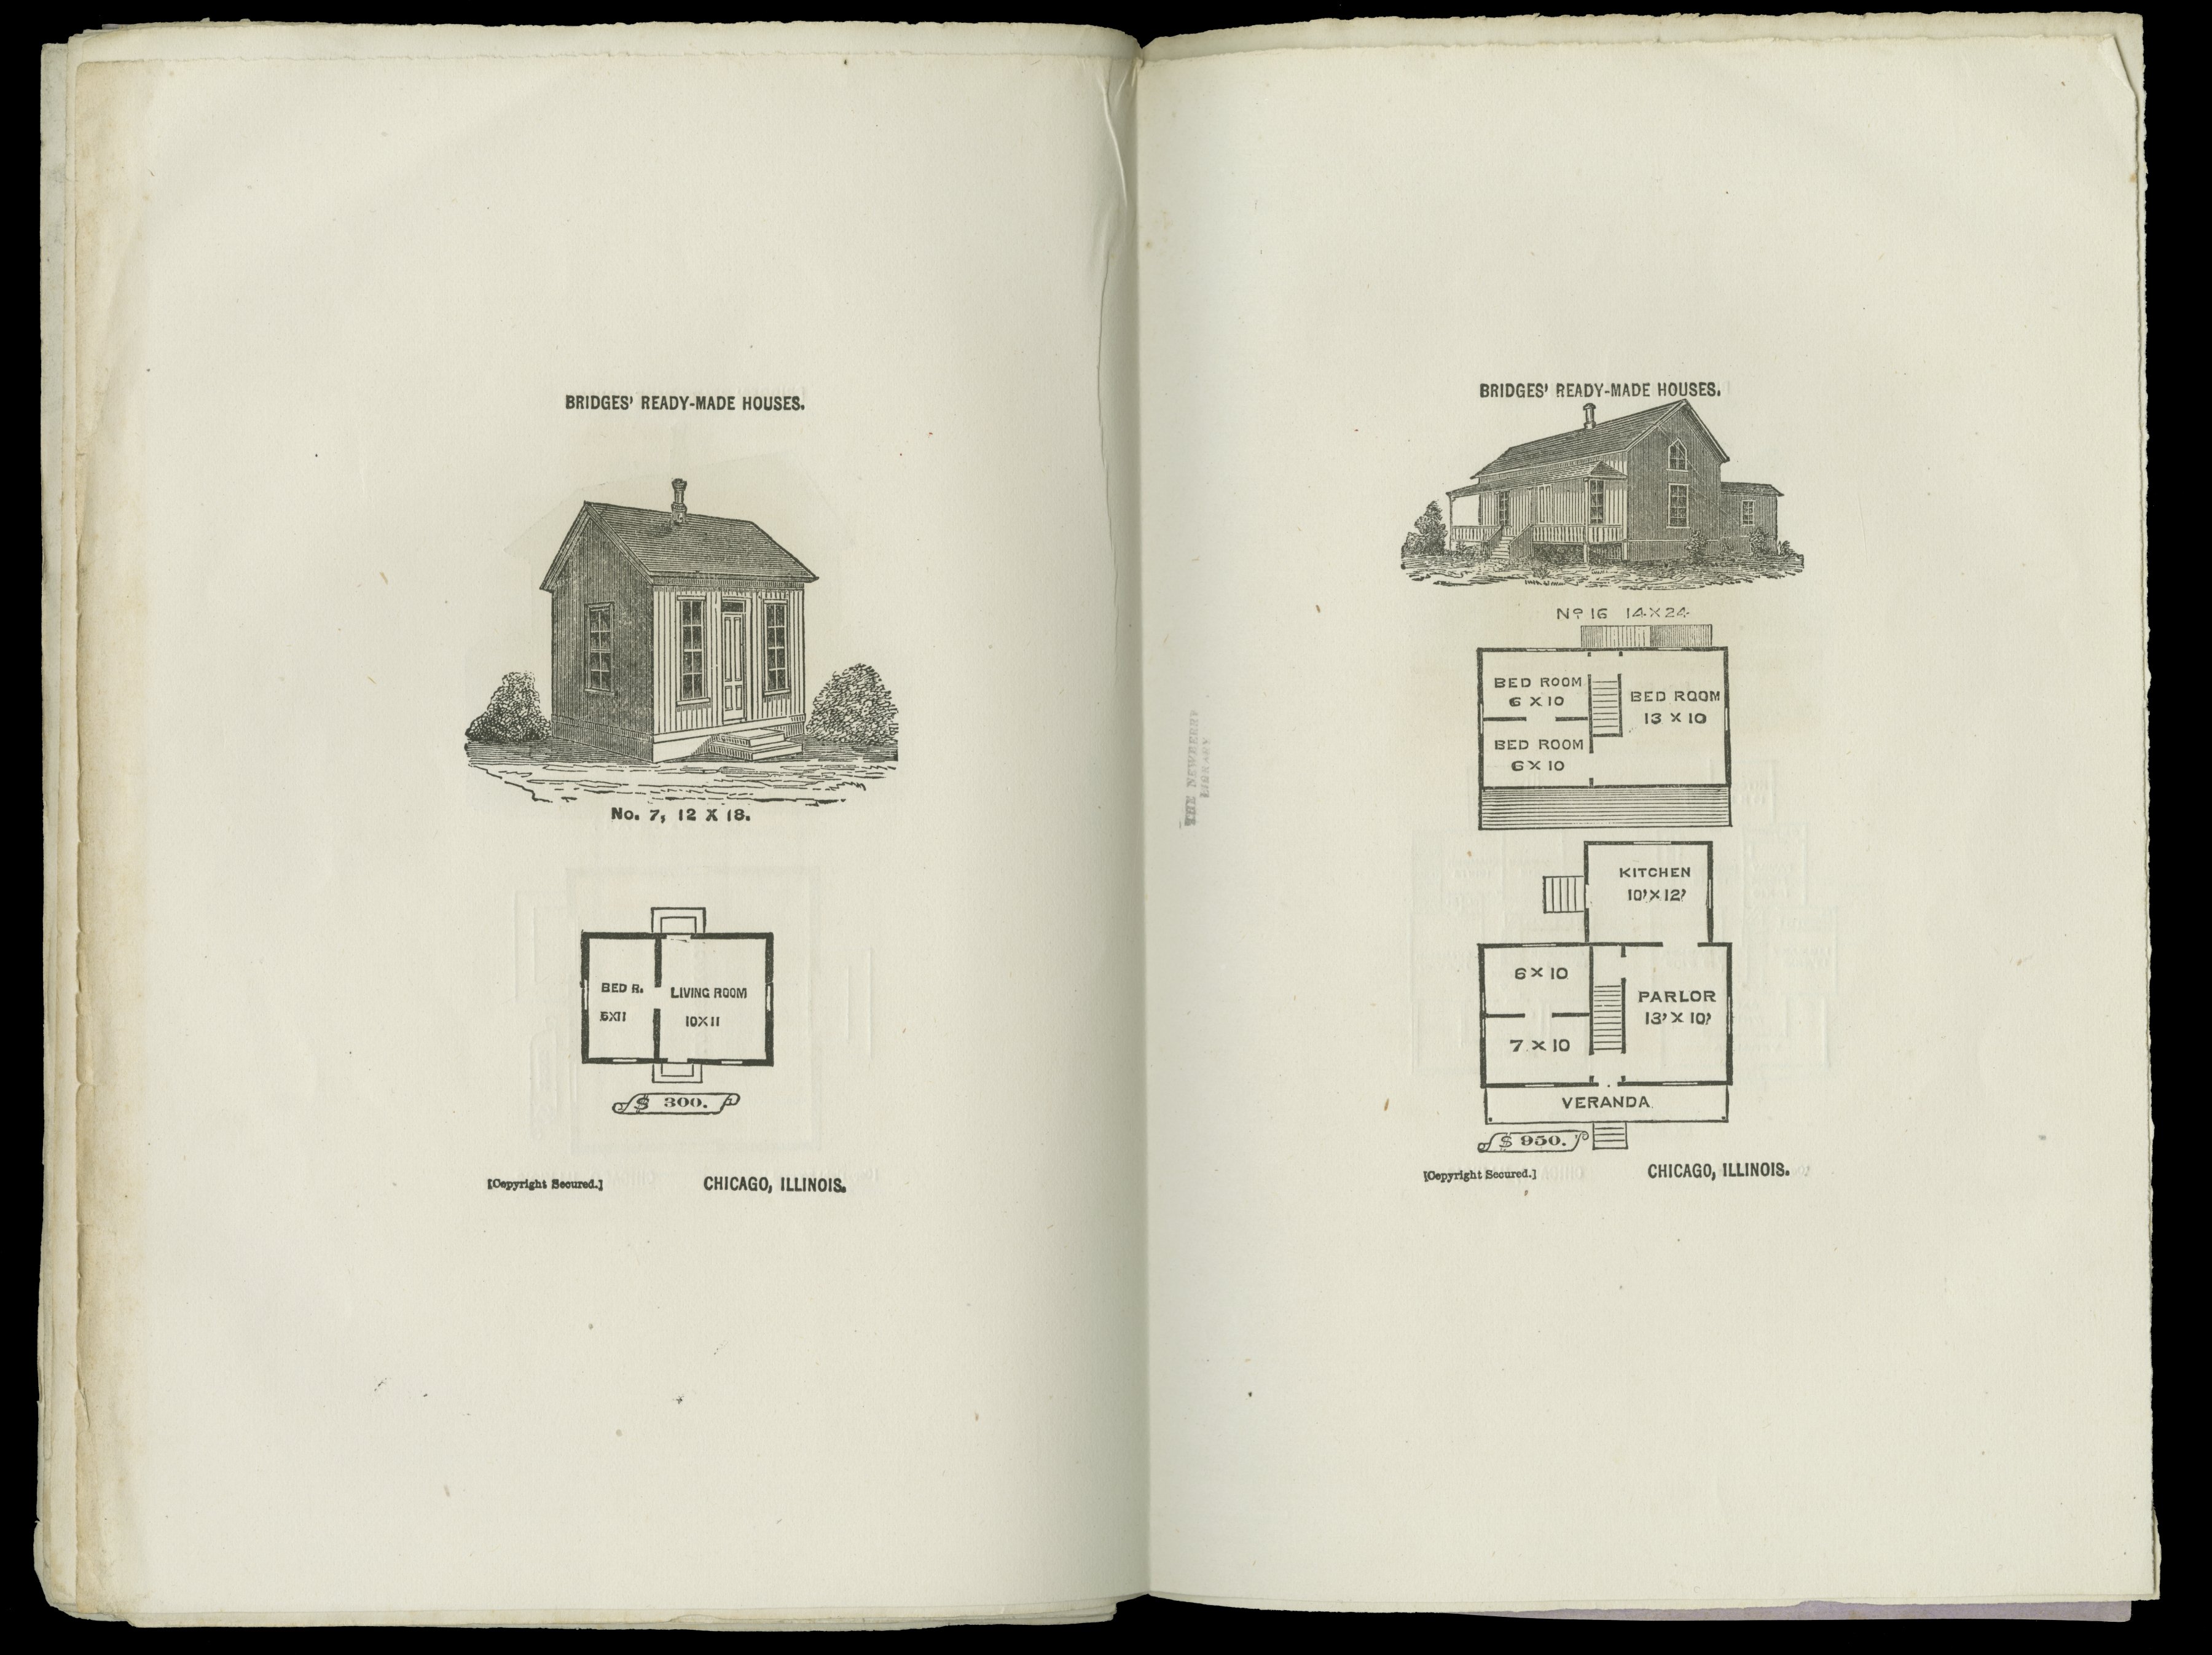 BRIDGES' READY-MADE HOUSES.
No. 7, 12 X 18.
BED R.
LIVING ROOM
6X11
10X11
$ 300.
[Copyright Secured.]
CHICAGO, ILLINOIS.
THE NEWBERRY
LIBRARY
BRIDGES' READY-MADE HOUSES.
No 16 14X24
BED ROOM
6 X 10
BED ROOM
13 X 10
BED ROOM
6 X 10
KITCHEN
10' X 12'
6 X 10
PARLOR
13' X 10'
7 X 10
VERANDA
$ 950.
[Copyright Secured.]
CHICAGO, ILLINOIS.